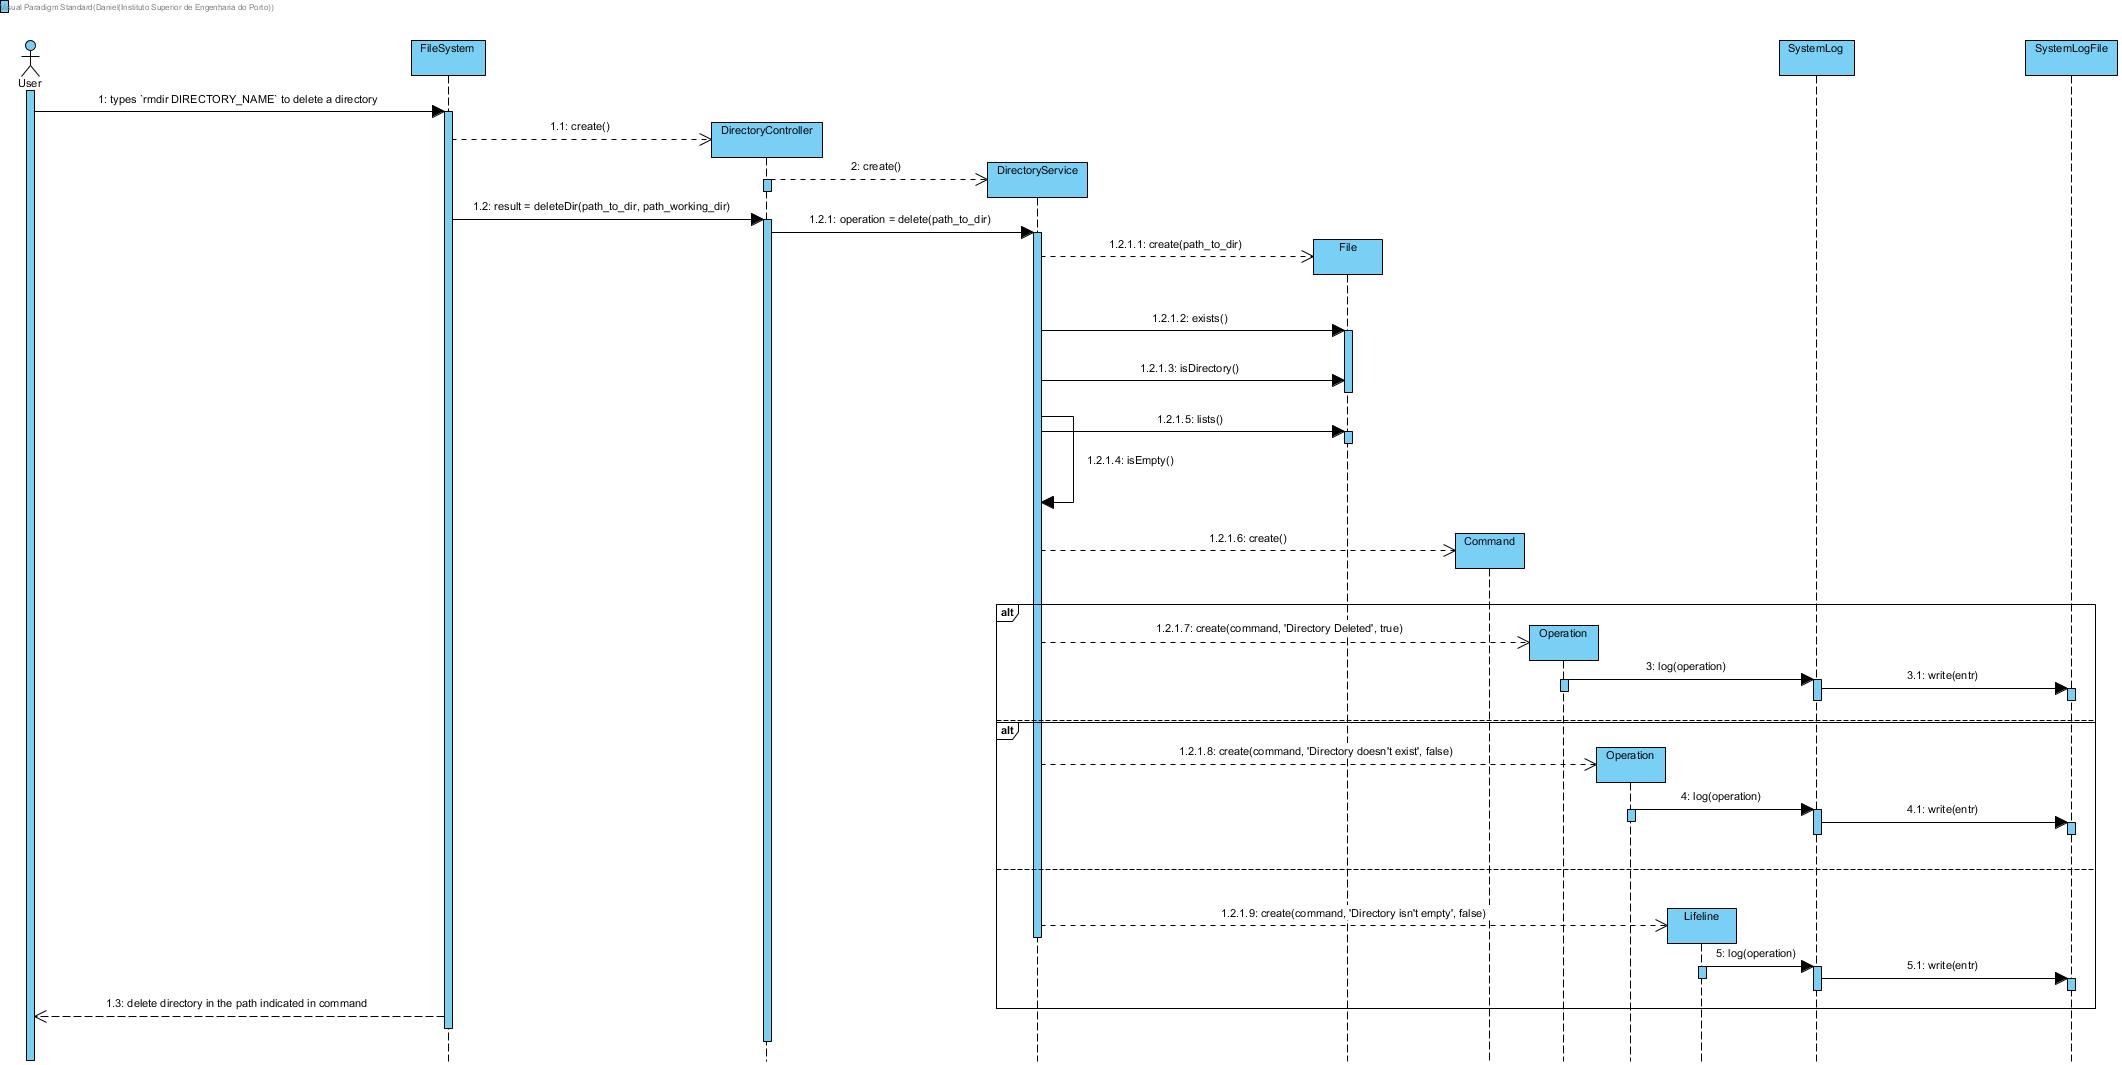 Visual Paradigm Standard(Daniel(Instituto Superior de Engenharia do Porto))
User
FileSystem
SystemLog
SystemLogFile
1: types `rmdir DIRECTORY_NAME` to delete a directory
1.1: create()
DirectoryController
2: create()
DirectoryService
1.2: result = deleteDir(path_to_dir, path_working_dir)
1.2.1: operation = delete(path_to_dir)
1.2.1.1: create(path_to_dir)
File
1.2.1.2: exists()
1.2.1.3: isDirectory()
1.2.1.5: lists()
1.2.1.4: isEmpty()
1.2.1.6: create()
Command
alt
1.2.1.7: create(command, 'Directory Deleted', true)
Operation
3: log(operation)
3.1: write(entr)
alt
1.2.1.8: create(command, 'Directory doesn't exist', false)
Operation
4: log(operation)
4.1: write(entr)
1.2.1.9: create(command, 'Directory isn't empty', false)
Lifeline
5: log(operation)
5.1: write(entr)
1.3: delete directory in the path indicated in command